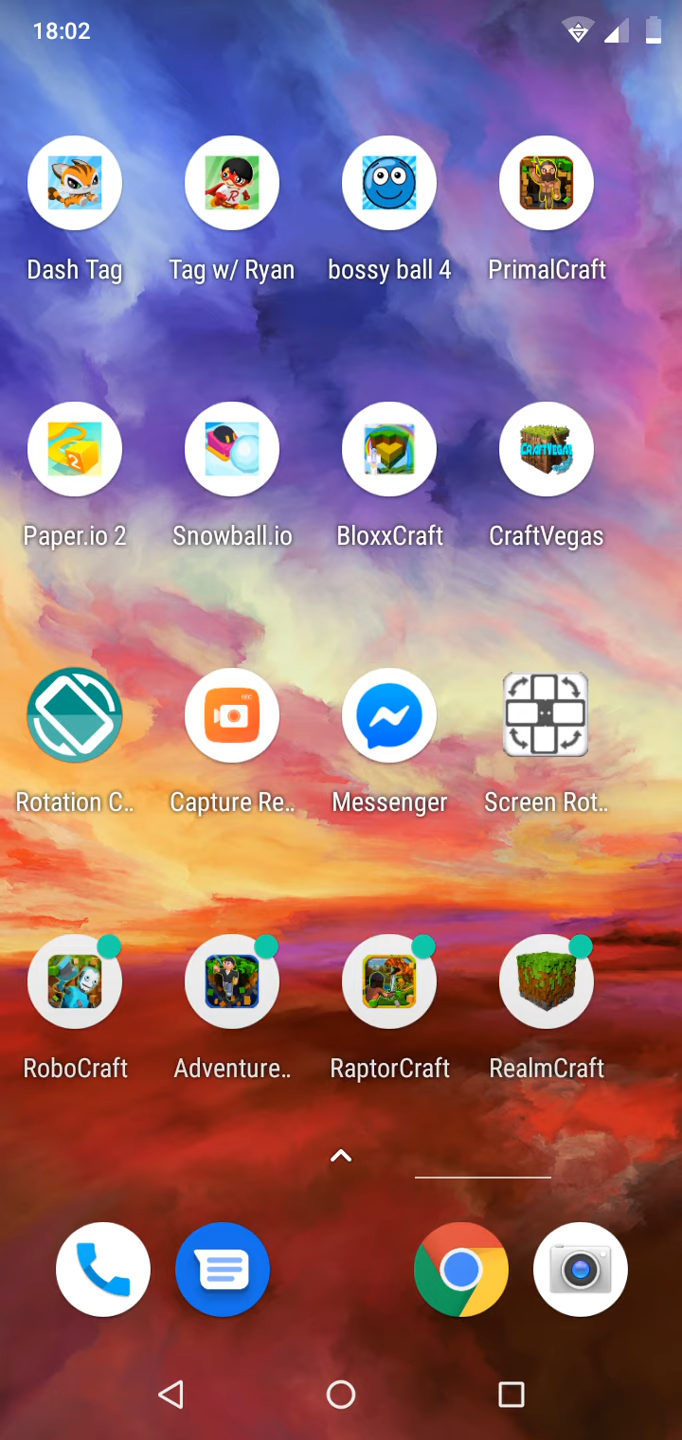 18:02
Dash Tag
Tag w/ Ryan
bossy ball 4
PrimalCraft
Paper.io 2
Snowball.io
BloxxCraft
CraftVegas
Rotation C..
Capture Re..
Messenger
Screen Rot..
RoboCraft
Adventure..
RaptorCraft
RealmCraft